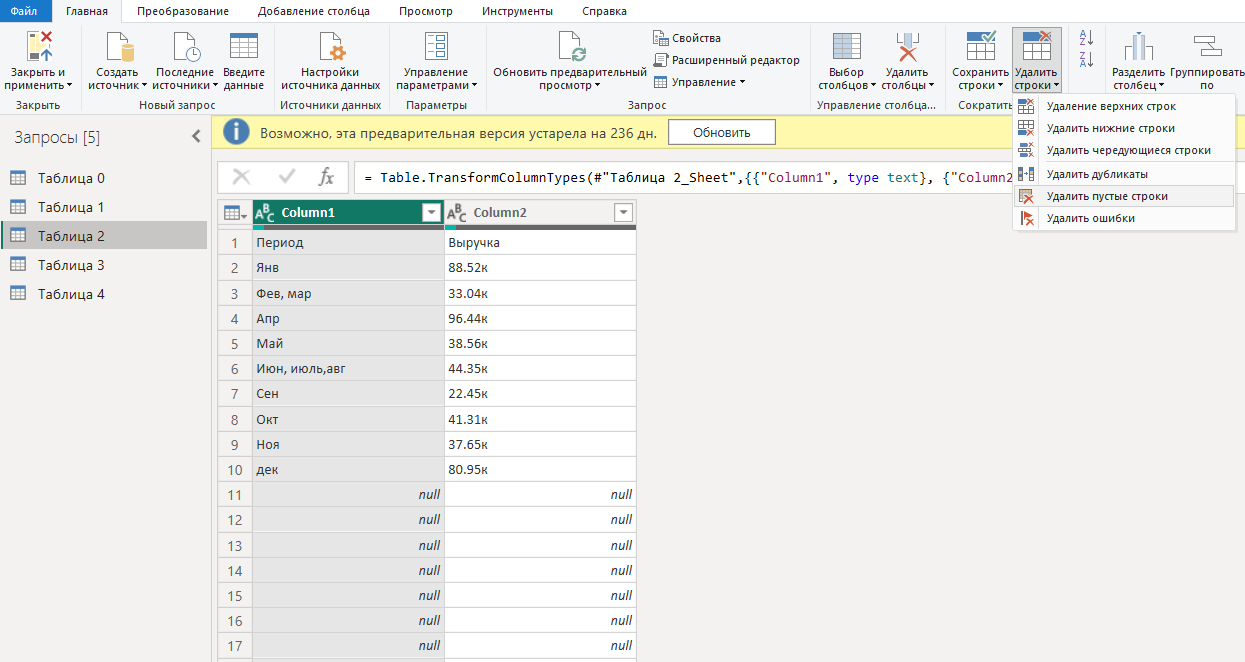 Файл Главная Преобразование Добавление столбца Просмотр Инструменты Справка
Закрыть и применить
Создать источник
Последние источники
Введите данные
Настройки источника данных
Управление параметрами
Обновить предварительный просмотр
Свойства
Расширенный редактор
Управление
Выбор столбцов
Удалить столбцы
Сохранить строки
Удалить строки
Разделить столбец
Группировать по
Закрыть Новый запрос Источники данных Параметры Запрос Управление столбца... Сократить
Удаление верхних строк
Удалить нижние строки
Удалить чередующиеся строки
Удалить дубликаты
Удалить пустые строки
Удалить ошибки
Запросы [5]
Таблица 0
Таблица 1
Таблица 2
Таблица 3
Таблица 4
Возможно, эта предварительная версия устарела на 236 дн. Обновить
fx = Table.TransformColumnTypes(#"Таблица 2_Sheet",{{"Column1", type text}, {"Column2
ABC Column1 ABC Column2
1 Период Выручка
2 Янв 88.52к
3 Фев, мар 33.04к
4 Апр 96.44к
5 Май 38.56к
6 Июн, июль,авг 44.35к
7 Сен 22.45к
8 Окт 41.31к
9 Ноя 37.65к
10 дек 80.95к
11 null null
12 null null
13 null null
14 null null
15 null null
16 null null
17 null null